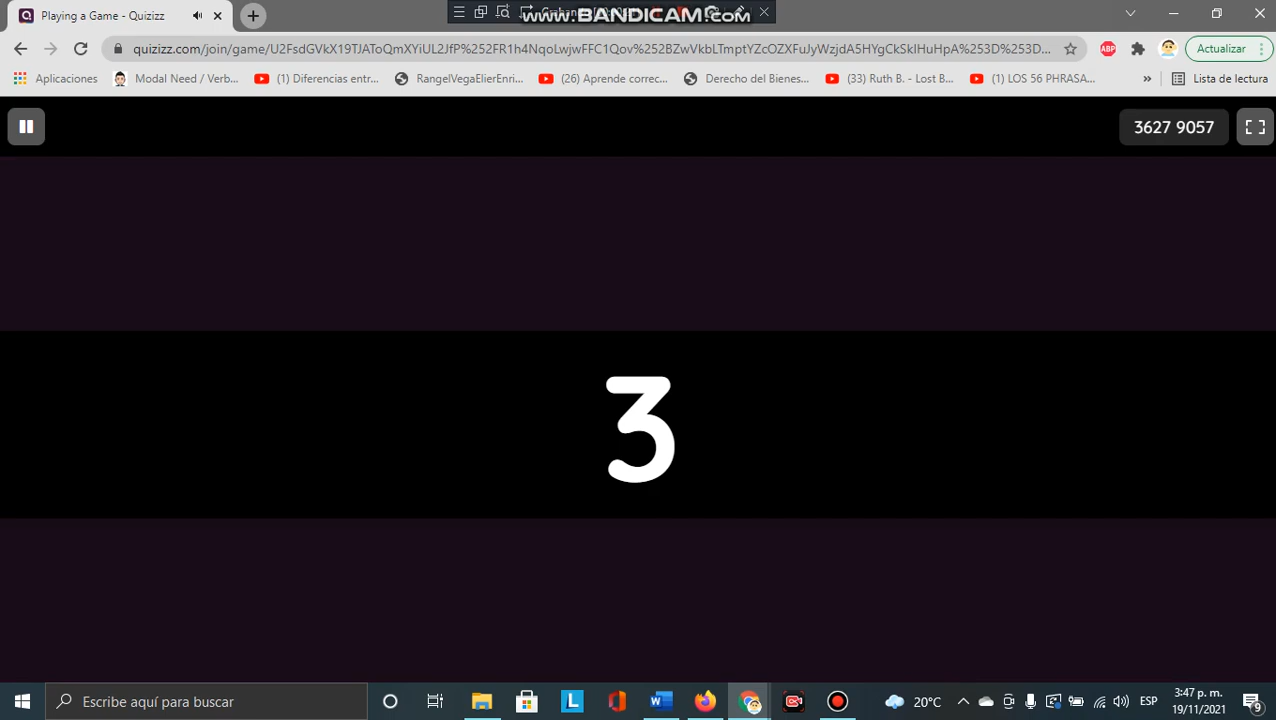 Playing a Game - Quizizz
www.BANDICAM.com
quizizz.com/join/game/U2FsdGVkX19TJAToQmXYiUL2JfP%252FR1h4NqoLwjwFFC1Qov%252BZwVkbLTmptYZcOZXFuJyWzjdA5HYgCkSklHuHpA%253D%253D...
ABP
Actualizar
Aplicaciones
Modal Need / Verb...
(1) Diferencias entr...
RangelVegaElierEnri...
(26) Aprende correc...
Derecho del Bienes...
(33) Ruth B. - Lost B...
(1) LOS 56 PHRASA...
»
Lista de lectura
3627 9057
3
Escribe aquí para buscar
20°C
ESP
3:47 p. m.
19/11/2021
9